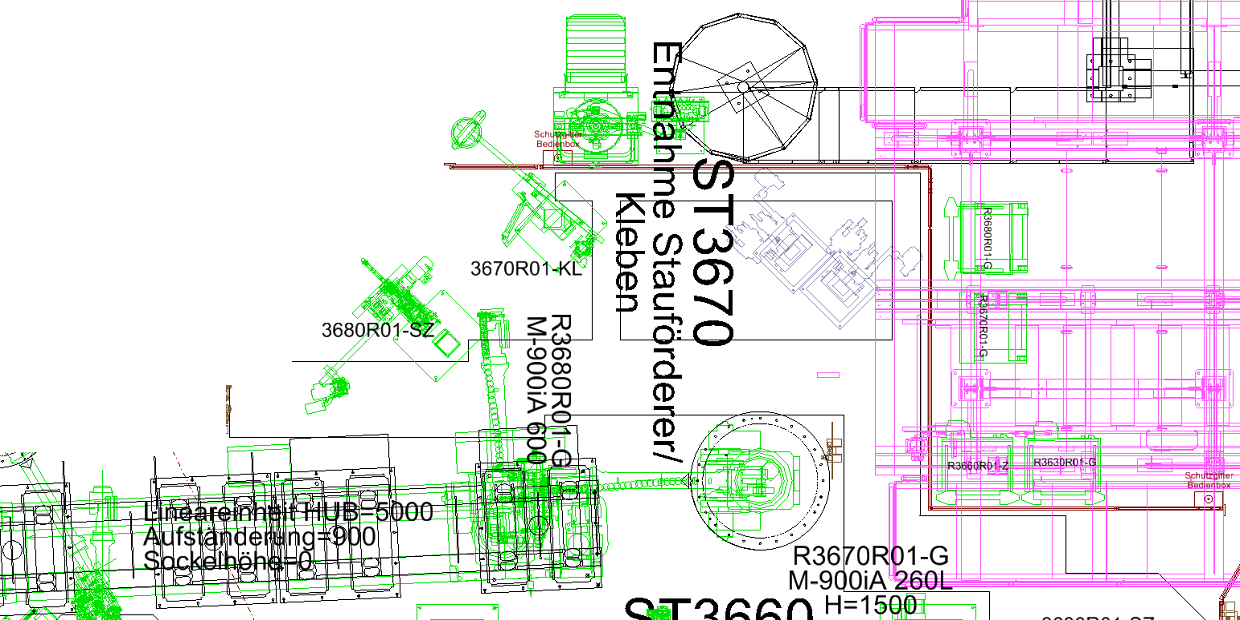 Schutzgitter
Bedienbox
ST3670
Entnahme Stauförderer/
Kleben
3670R01-KL
3680R01-SZ
R3680R01-G
M-900iA 600
R3680R01-G
R3670R01-G
R3660R01-Z
R3630R01-G
Schutzgitter
Bedienbox
Lineareinheit HUB=5000
Aufständerung=900
Sockelhöhe=0
R3670R01-G
M-900iA 260L
H=1500
ST3660